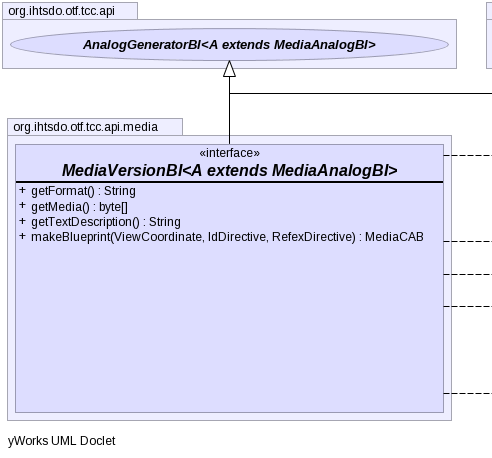 org.ihtsdo.otf.tcc.api
AnalogGeneratorBI<A extends MediaAnalogBI>
org.ihtsdo.otf.tcc.api.media
«interface»
MediaVersionBI<A extends MediaAnalogBI>
+ getFormat() : String
+ getMedia() : byte[]
+ getTextDescription() : String
+ makeBlueprint(ViewCoordinate, IdDirective, RefexDirective) : MediaCAB
yWorks UML Doclet